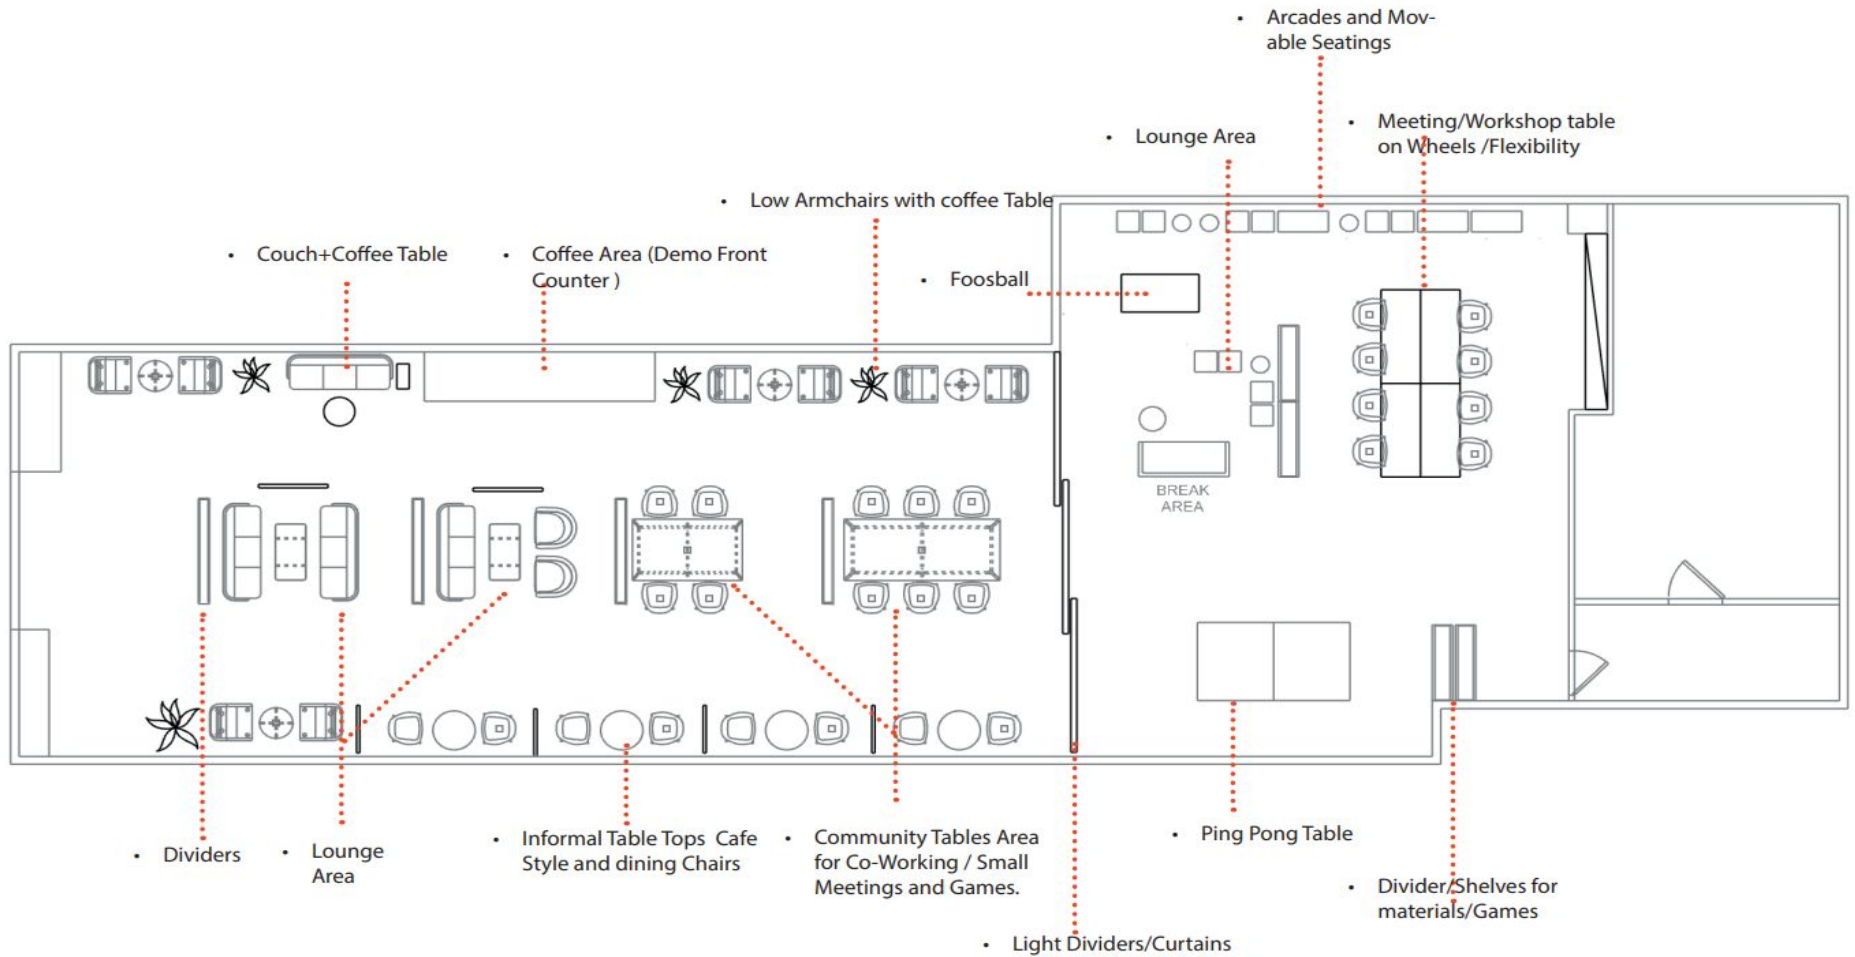 • Arcades and Mov-
able Seatings
• Meeting/Workshop table
on Wheels /Flexibility
• Lounge Area
• Low Armchairs with coffee Table
• Couch+Coffee Table
• Coffee Area (Demo Front
Counter )
• Foosball
BREAK
AREA
• Dividers
• Lounge
Area
• Informal Table Tops Cafe
Style and dining Chairs
• Community Tables Area
for Co-Working / Small
Meetings and Games.
• Ping Pong Table
• Divider/Shelves for
materials/Games
• Light Dividers/Curtains